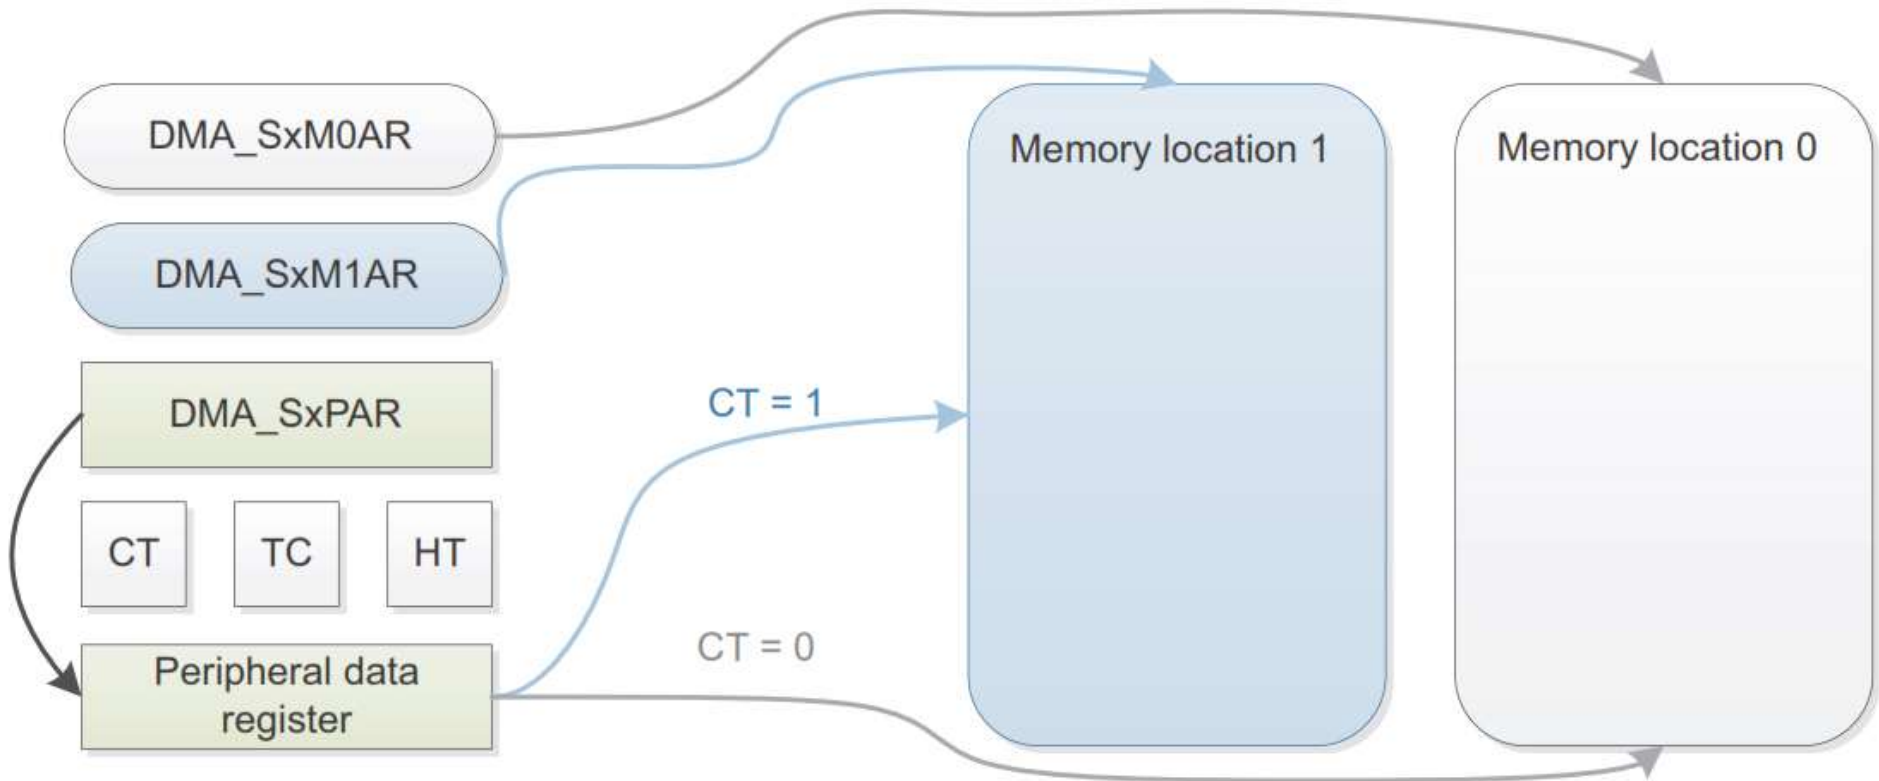 DMA_SxM0AR
Memory location 1
Memory location 0
DMA_SxM1AR
DMA_SxPAR
CT = 1
CT
TC
HT
CT = 0
Peripheral data
register